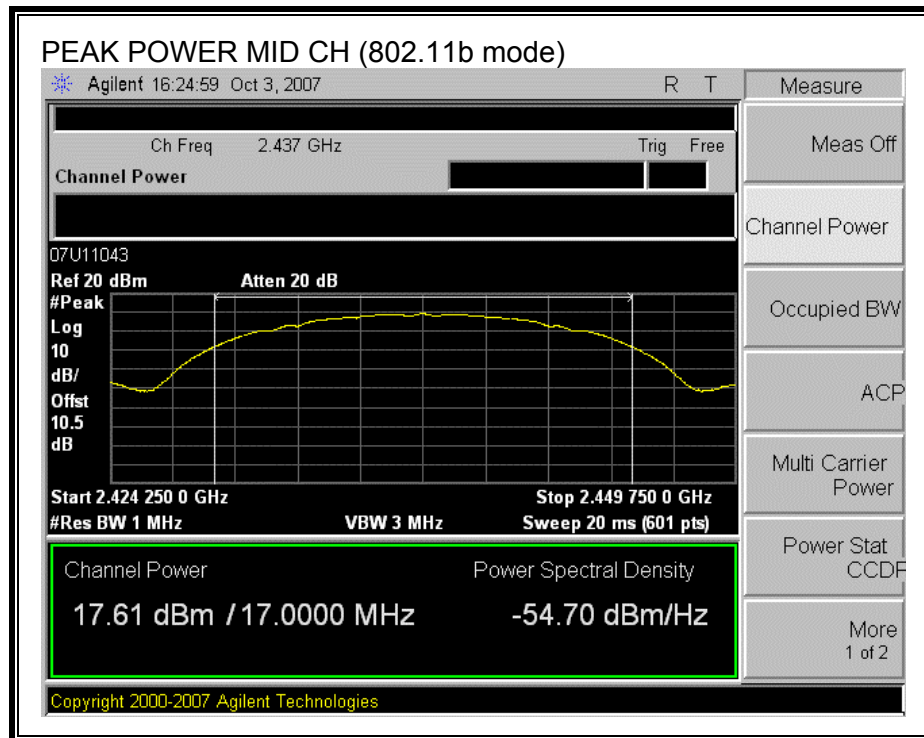 PEAK POWER MID CH (802.11b mode)
Agilent 16:24:59 Oct 3, 2007 R T
Measure
Ch Freq 2.437 GHz Trig Free
Meas Off
Channel Power
Channel Power
07U11043
Ref 20 dBm Atten 20 dB
#Peak
Log
10
dB/
Offst
10.5
dB
Occupied BW
ACP
Multi Carrier
Power
Start 2.424 250 0 GHz Stop 2.449 750 0 GHz
#Res BW 1 MHz VBW 3 MHz Sweep 20 ms (601 pts)
Power Stat
CCDF
Channel Power Power Spectral Density
17.61 dBm / 17.0000 MHz -54.70 dBm/Hz
More
1 of 2
Copyright 2000-2007 Agilent Technologies